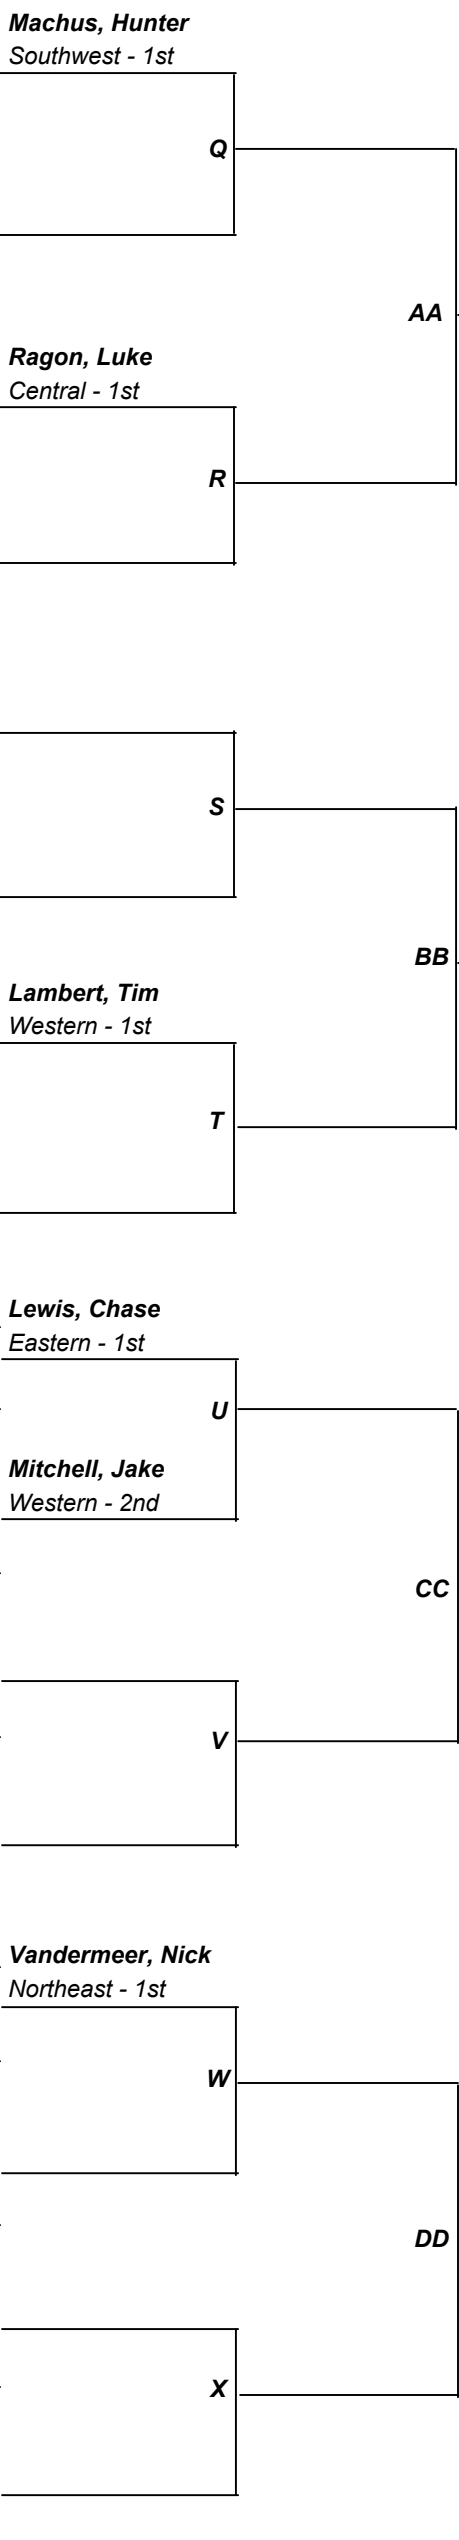 Machus, Hunter
Southwest - 1st
Q
AA
Ragon, Luke
Central - 1st
R
S
BB
Lambert, Tim
Western - 1st
T
Lewis, Chase
Eastern - 1st
U
Mitchell, Jake
Western - 2nd
CC
V
Vandermeer, Nick
Northeast - 1st
W
DD
X